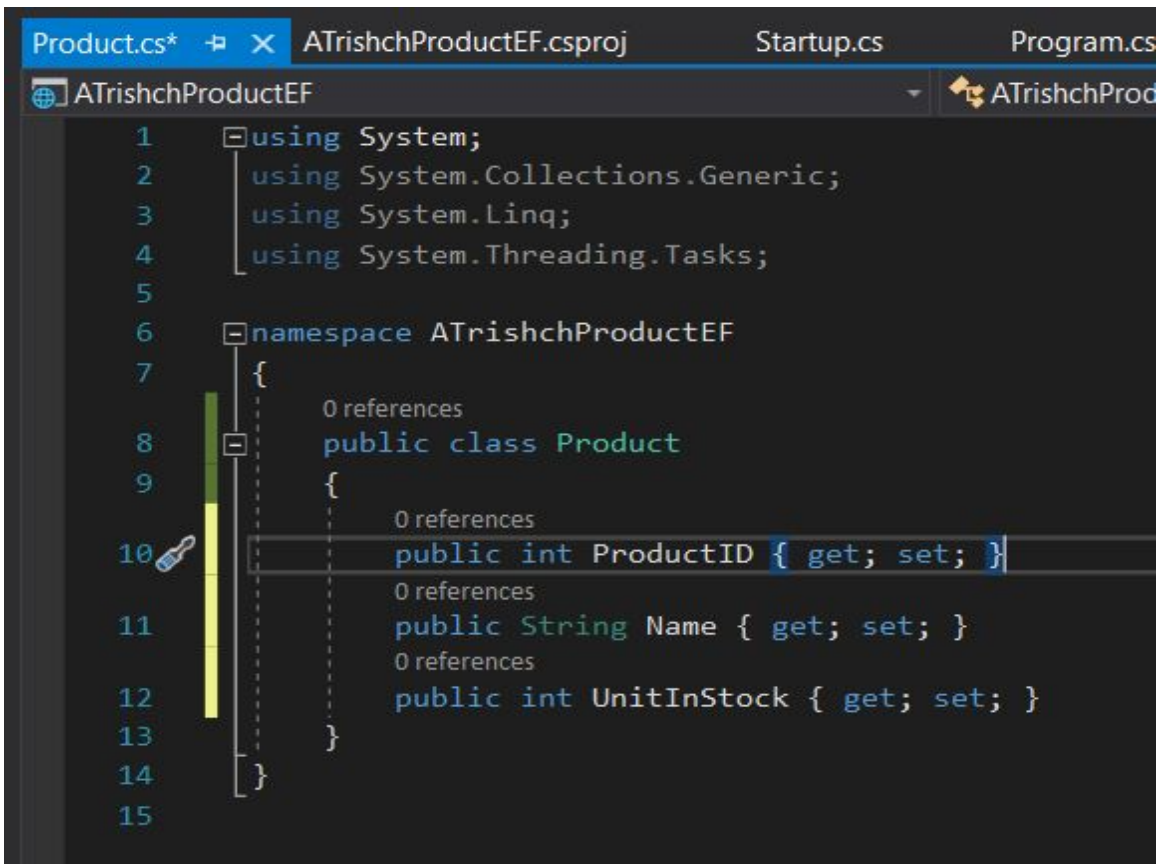 Product.cs* ATrishchProductEF.csproj Startup.cs Program.cs
ATrishchProductEF ATrishchProd
1 using System;
2 using System.Collections.Generic;
3 using System.Linq;
4 using System.Threading.Tasks;
5
6 namespace ATrishchProductEF
7 {
0 references
8 public class Product
9 {
0 references
10 public int ProductID { get; set; }
0 references
11 public String Name { get; set; }
0 references
12 public int UnitInStock { get; set; }
13 }
14 }
15